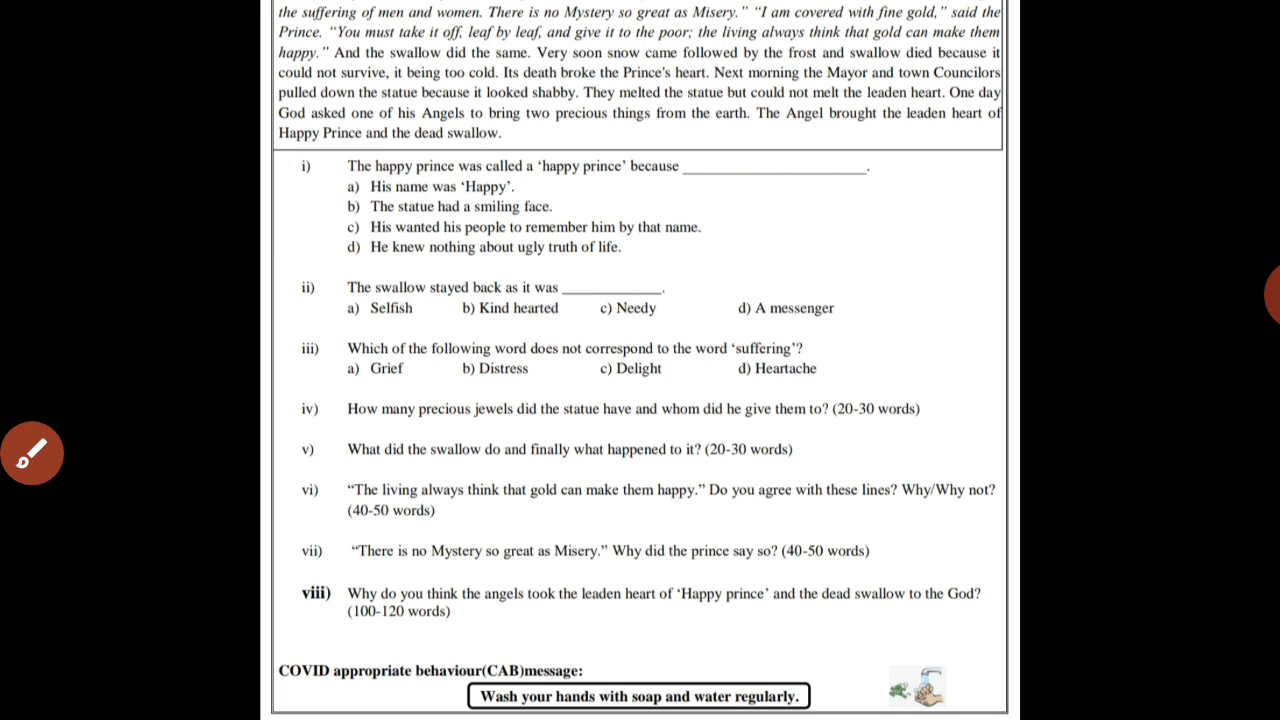 the suffering of men and women. There is no Mystery so great as Misery." "I am covered with fine gold," said the
Prince. "You must take it off, leaf by leaf, and give it to the poor; the living always think that gold can make them
happy." And the swallow did the same. Very soon snow came followed by the frost and swallow died because it
could not survive, it being too cold. Its death broke the Prince's heart. Next morning the Mayor and town Councilors
pulled down the statue because it looked shabby. They melted the statue but could not melt the leaden heart. One day
God asked one of his Angels to bring two precious things from the earth. The Angel brought the leaden heart of
Happy Prince and the dead swallow.
i) The happy prince was called a ‘happy prince’ because ________________________.
a) His name was ‘Happy’.
b) The statue had a smiling face.
c) His wanted his people to remember him by that name.
d) He knew nothing about ugly truth of life.
ii) The swallow stayed back as it was _____________.
a) Selfish b) Kind hearted c) Needy d) A messenger
iii) Which of the following word does not correspond to the word ‘suffering’?
a) Grief b) Distress c) Delight d) Heartache
iv) How many precious jewels did the statue have and whom did he give them to? (20-30 words)
v) What did the swallow do and finally what happened to it? (20-30 words)
vi) “The living always think that gold can make them happy.” Do you agree with these lines? Why/Why not?
(40-50 words)
vii) “There is no Mystery so great as Misery.” Why did the prince say so? (40-50 words)
viii) Why do you think the angels took the leaden heart of ‘Happy prince’ and the dead swallow to the God?
(100-120 words)
COVID appropriate behaviour(CAB)message:
Wash your hands with soap and water regularly.